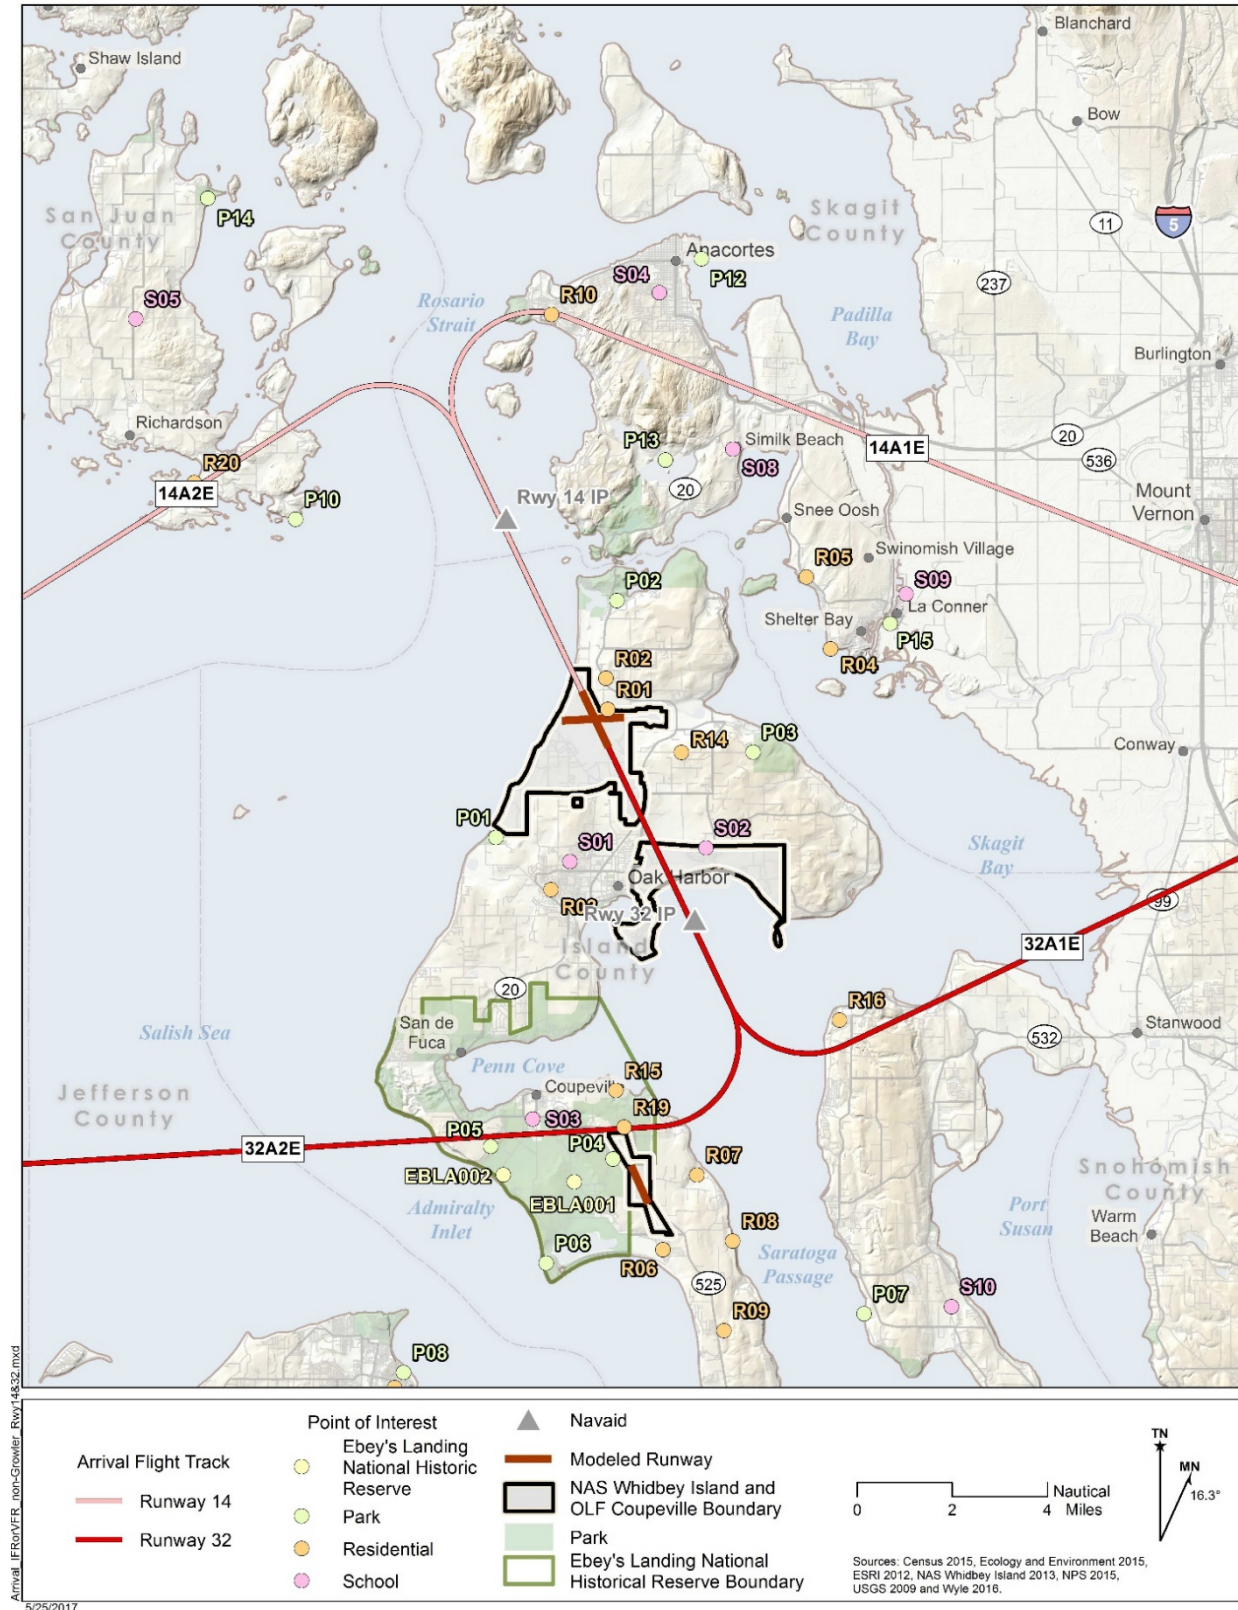 Blanchard
Shaw Island
Bow
San Juan
County
P14
Skagit
County
11
5
Anacortes
P12
S04
S05
R10
237
Rosario
Strait
Padilla
Bay
Burlington
Richardson
R20
14A2E
P10
P13
S08
Similk Beach
14A1E
20
536
20
Mount
Vernon
Rwy 14 IP
Snee Oosh
Swinomish Village
R05
P02
S09
La Conner
Shelter Bay
P15
R04
R02
R01
R14
P03
Conway
P01
S01
S02
Skagit
Bay
Oak Harbor
R03
Rwy 32 IP
99
Island
County
32A1E
20
R16
San de
Fuca
Salish Sea
Penn Cove
532
Stanwood
Jefferson
County
R15
Coupeville
R19
S03
32A2E
P05
P04
EBLA002
R07
EBLA001
Snohomish
County
Admiralty
Inlet
R08
Port
Susan
Warm
Beach
P06
R06
Saratoga
Passage
525
P07
S10
R09
P08
Arrival_IFRorVFR_non-Growler_Rwy14&32.mxd
5/25/2017
Arrival Flight Track
Runway 14
Runway 32
Point of Interest
Ebey's Landing
National Historic
Reserve
Park
Residential
School
Navaid
Modeled Runway
NAS Whidbey Island and
OLF Coupeville Boundary
Park
Ebey's Landing National
Historical Reserve Boundary
0 2 4
Nautical
Miles
TN
MN
16.3°
Sources: Census 2015, Ecology and Environment 2015,
ESRI 2012, NAS Whidbey Island 2013, NPS 2015,
USGS 2009 and Wyle 2016.